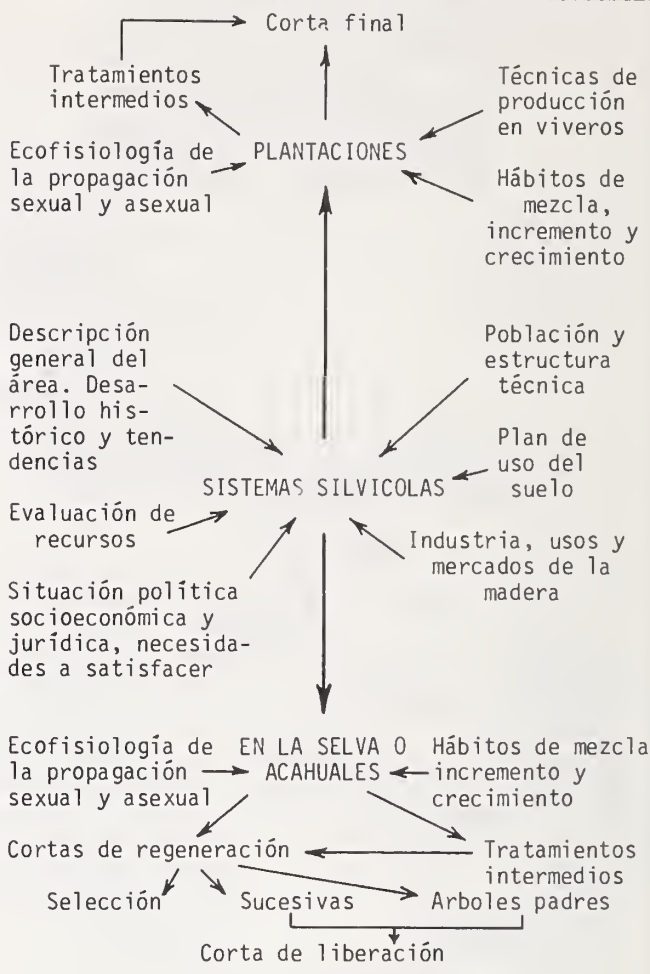 Corta final
Tratamientos
intermedios
Técnicas de
producción
en viveros
Ecofisiología de
la propagación
sexual y asexual
PLANTACIONES
Hábitos de
mezcla,
incremento y
crecimiento
Descripción
general del
área. Desa-
rrollo his-
tórico y ten-
dencias
Población y
estructura
técnica
Plan de
uso del
suelo
SISTEMAS SILVICOLAS
Evaluación de
recursos
Industria, usos y
mercados de la
madera
Situación política
socioeconómica y
jurídica, necesida-
des a satisfacer
Ecofisiología de
la propagación
sexual y asexual
EN LA SELVA O
ACAHUALES
Hábitos de mezcla
incremento y
crecimiento
Cortas de regeneración
Tratamientos
intermedios
Selección
Sucesivas
Arboles padres
Corta de liberación